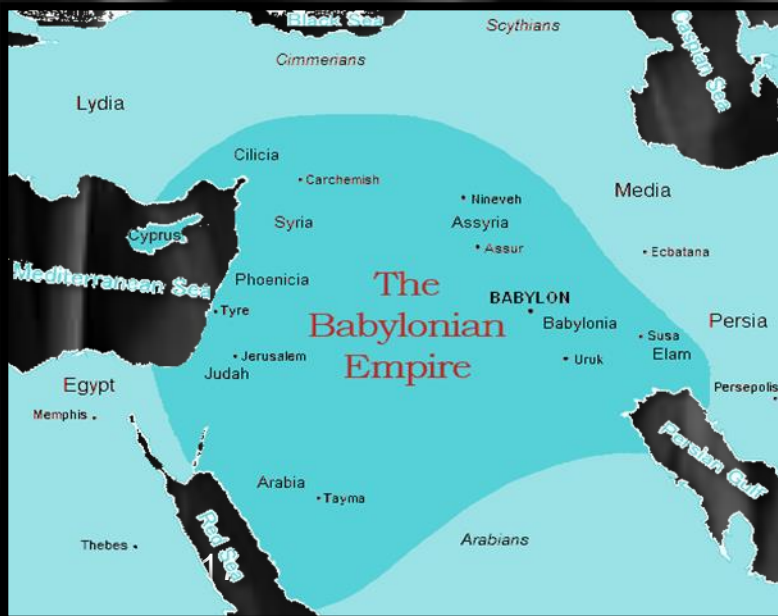 Black Sea
Scythians
Caspian Sea
Cimmerians
Lydia
Cilicia
Carchemish
Nineveh
Media
Syria
Assyria
Cyprus
Assur
Ecbatana
Mediterranean Sea
Phoenicia
The
Babylonian
Empire
BABYLON
Tyre
Babylonia
Persia
Susa
Jerusalem
Uruk
Elam
Judah
Egypt
Persepolis
Memphis
Persian Gulf
Arabia
Tayma
Thebes
Red Sea
Arabians